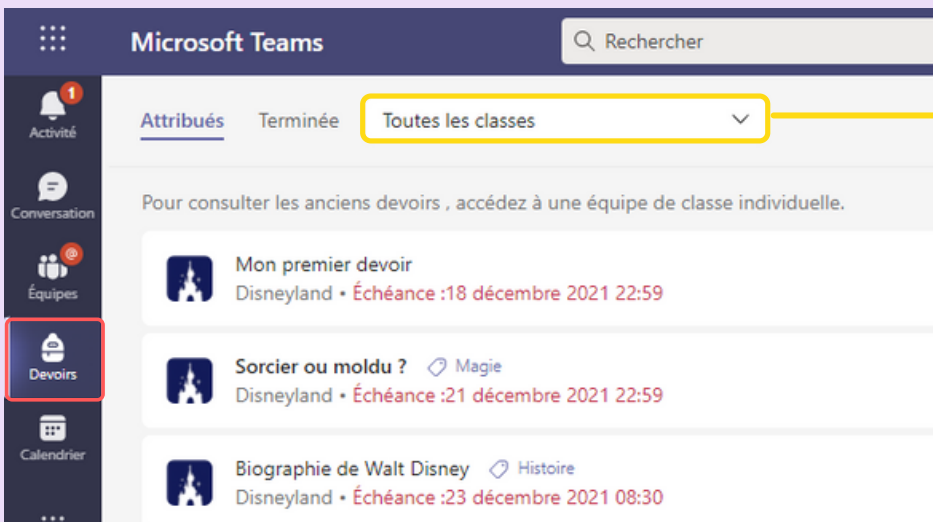 Microsoft Teams
Rechercher
1
Activité
Conversation
@
Équipes
Devoirs
Calendrier
Attribués Terminée Toutes les classes
Pour consulter les anciens devoirs , accédez à une équipe de classe individuelle.
Mon premier devoir
Disneyland • Échéance :18 décembre 2021 22:59
Sorcier ou moldu ? Magie
Disneyland • Échéance :21 décembre 2021 22:59
Biographie de Walt Disney Histoire
Disneyland • Échéance :23 décembre 2021 08:30